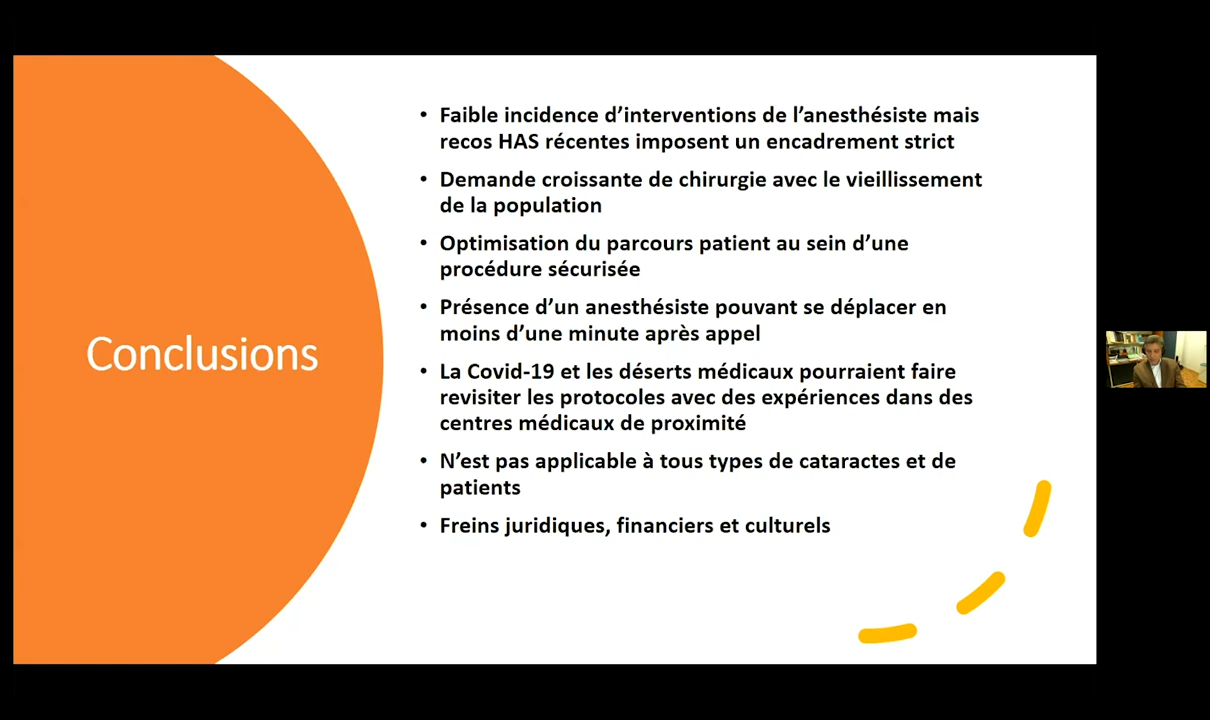 Conclusions
• Faible incidence d’interventions de l’anesthésiste mais
recos HAS récentes imposent un encadrement strict
• Demande croissante de chirurgie avec le vieillissement
de la population
• Optimisation du parcours patient au sein d’une
procédure sécurisée
• Présence d’un anesthésiste pouvant se déplacer en
moins d’une minute après appel
• La Covid-19 et les déserts médicaux pourraient faire
revisiter les protocoles avec des expériences dans des
centres médicaux de proximité
• N’est pas applicable à tous types de cataractes et de
patients
• Freins juridiques, financiers et culturels